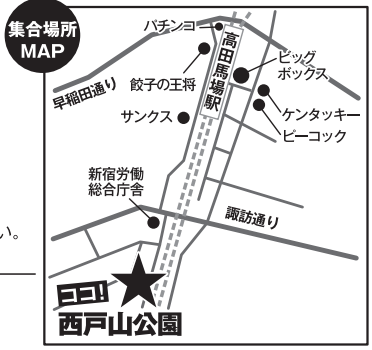 集合場所
MAP
パチンコ
高田馬場駅
ビッグ
ボックス
早稲田通り
餃子の王将
ケンタッキー
サンクス
ピーコック
新宿労働
総合庁舎
諏訪通り
い。
ココ!
西戸山公園